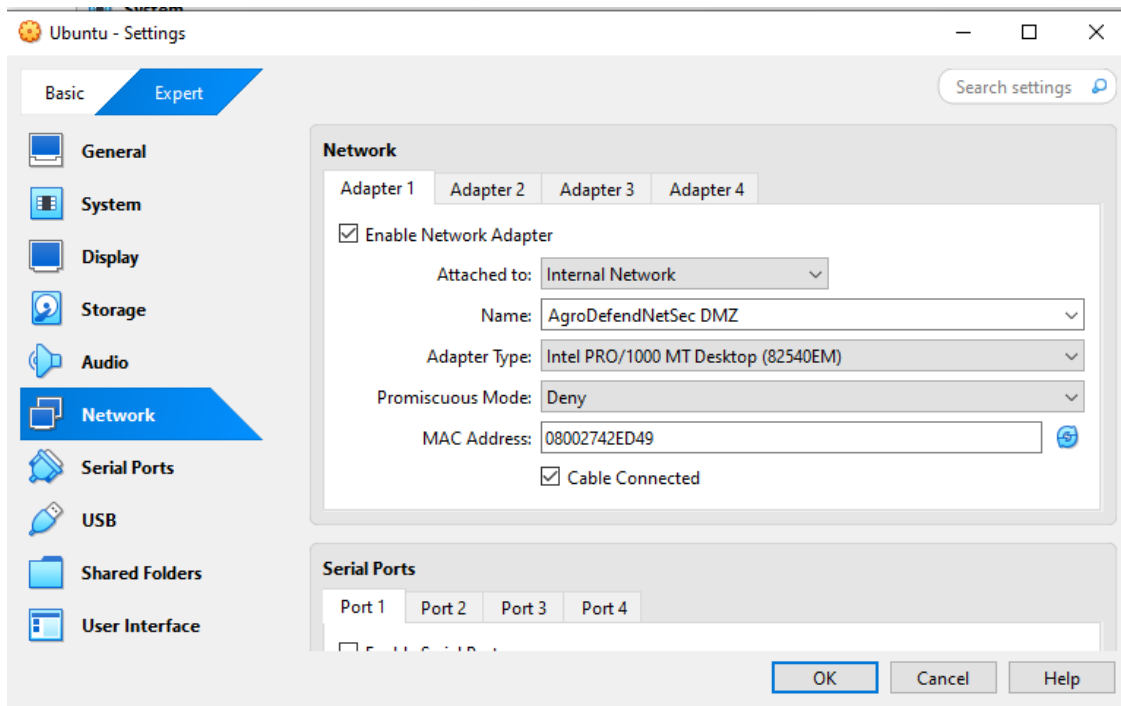 System
Ubuntu - Settings
Basic
Expert
Search settings
General
System
Display
Storage
Audio
Network
Serial Ports
USB
Shared Folders
User Interface
Network
Adapter 1 Adapter 2 Adapter 3 Adapter 4
Enable Network Adapter
Attached to: Internal Network
Name: AgroDefendNetSec DMZ
Adapter Type: Intel PRO/1000 MT Desktop (82540EM)
Promiscuous Mode: Deny
MAC Address: 08002742ED49
Cable Connected
Serial Ports
Port 1 Port 2 Port 3 Port 4
OK Cancel Help